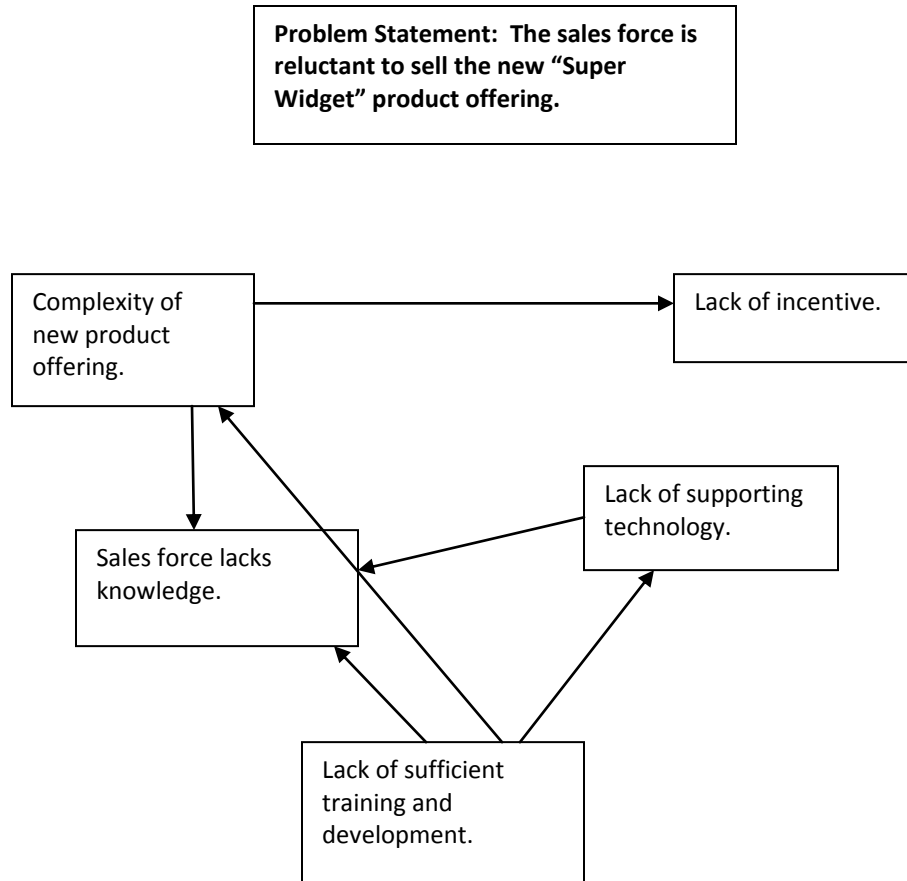 Problem Statement:  The sales force is
reluctant to sell the new “Super
Widget” product offering.
Complexity of
new product
offering.
Lack of incentive.
Lack of supporting
technology.
Sales force lacks
knowledge.
Lack of sufficient
training and
development.